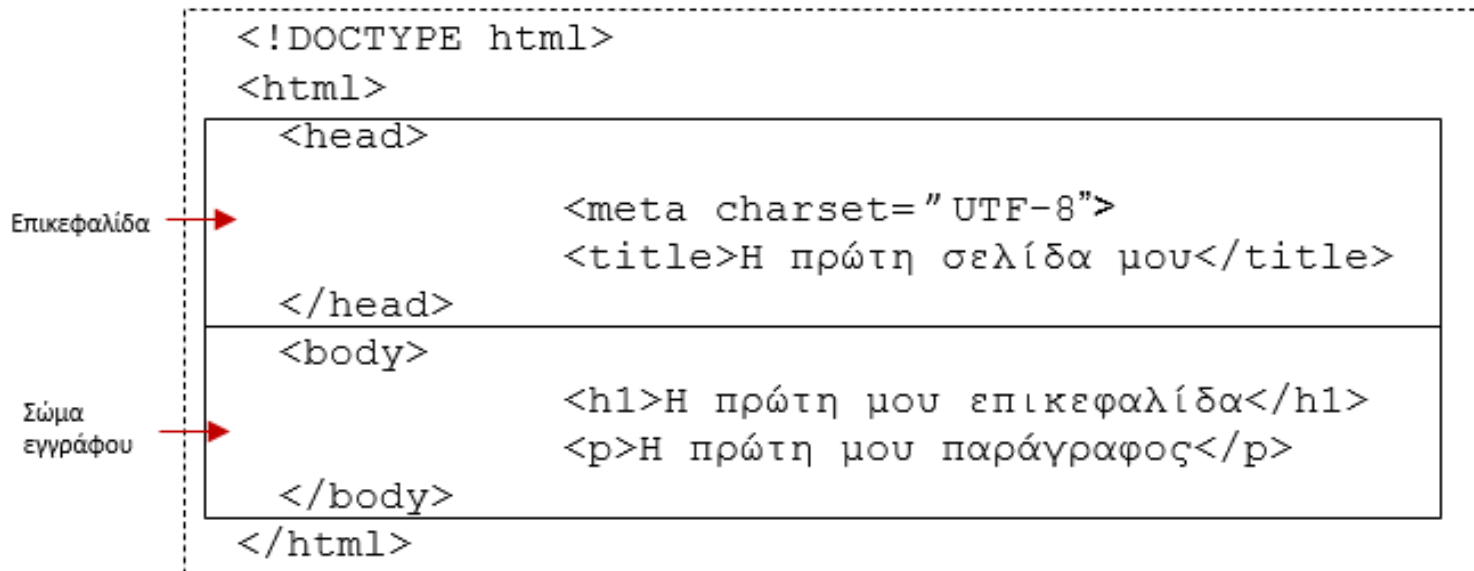 <!DOCTYPE html>
<html>
<head>
Επικεφαλίδα
<meta charset="UTF-8”>
<title>Η πρώτη σελίδα μου</title>
</head>
<body>
Σώμα
εγγράφου
<h1>Η πρώτη μου επικεφαλίδα</h1>
<p>Η πρώτη μου παράγραφος</p>
</body>
</html>